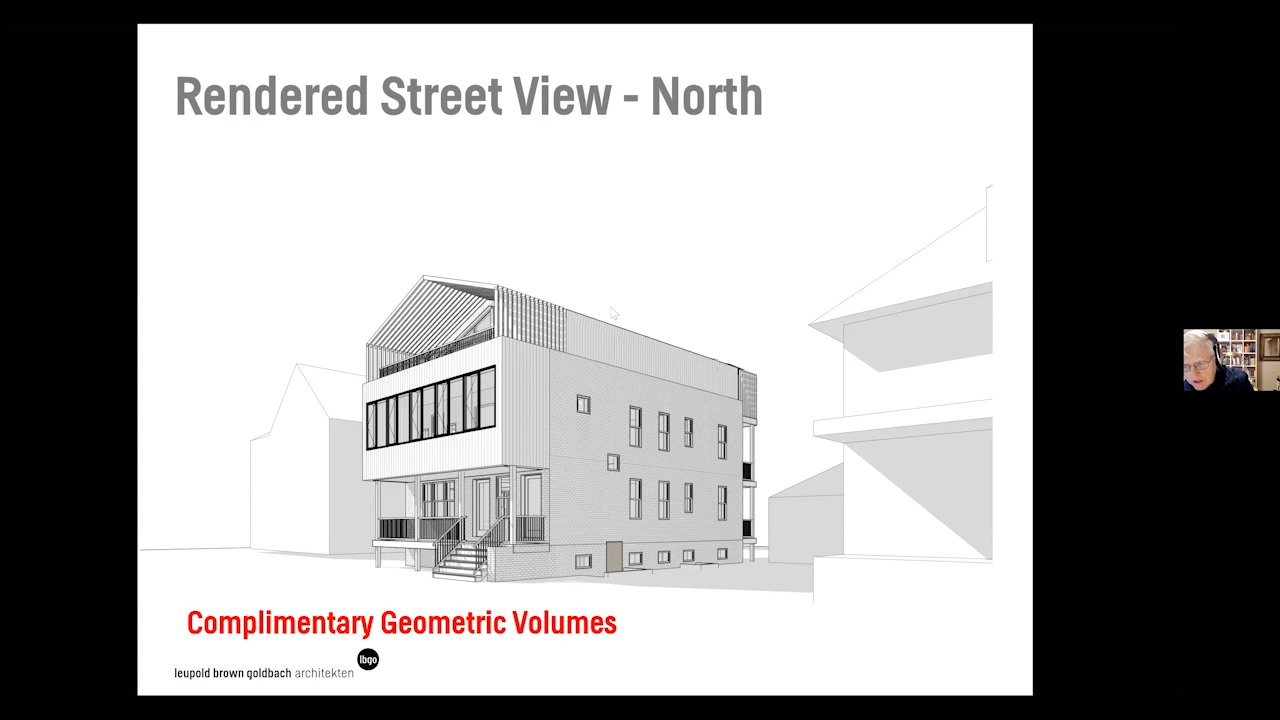 Rendered Street View - North
Complimentary Geometric Volumes
lbgo
leupold brown goldbach architekten